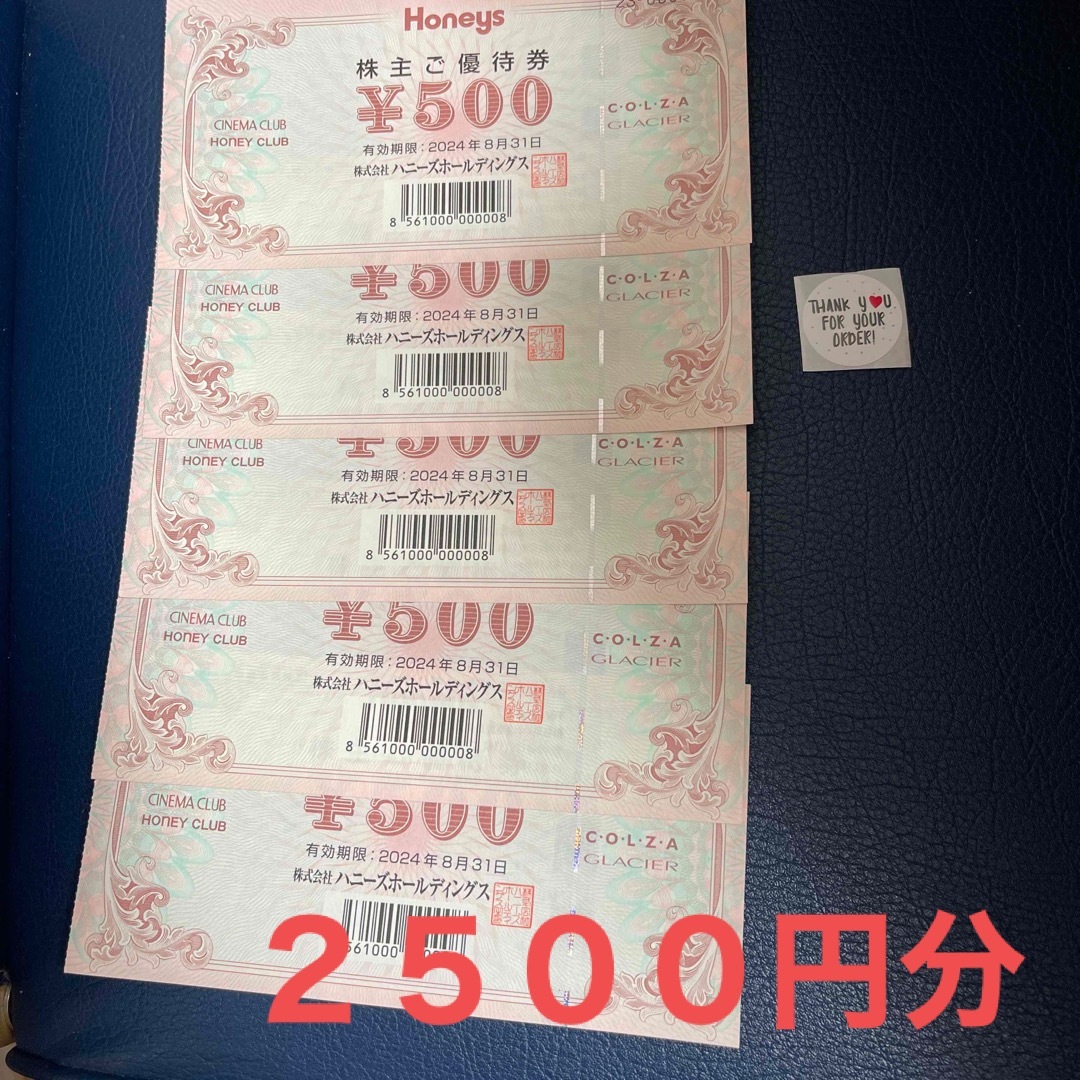 Honeys
株主ご優待券
¥500
CINEMA CLUB
HONEY CLUB
C·O·L·Z·A
GLACIER
有効期限:2024年8月31日
株式会社 ハニーズホールディングス
8 561000 000008
THANK YOU
FOR YOUR
ORDER!
¥500
CINEMA CLUB
HONEY CLUB
C·O·L·Z·A
GLACIER
有効期限:2024年8月31日
株式会社 ハニーズホールディングス
8 561000 000008
¥500
CINEMA CLUB
HONEY CLUB
C·O·L·Z·A
GLACIER
有効期限:2024年8月31日
株式会社 ハニーズホールディングス
8 561000 000008
¥500
CINEMA CLUB
HONEY CLUB
C·O·L·Z·A
GLACIER
有効期限:2024年8月31日
株式会社 ハニーズホールディングス
8 561000 000008
¥500
CINEMA CLUB
HONEY CLUB
C·O·L·Z·A
GLACIER
有効期限:2024年8月31日
株式会社 ハニーズホールディングス
561000 000008
2500円分